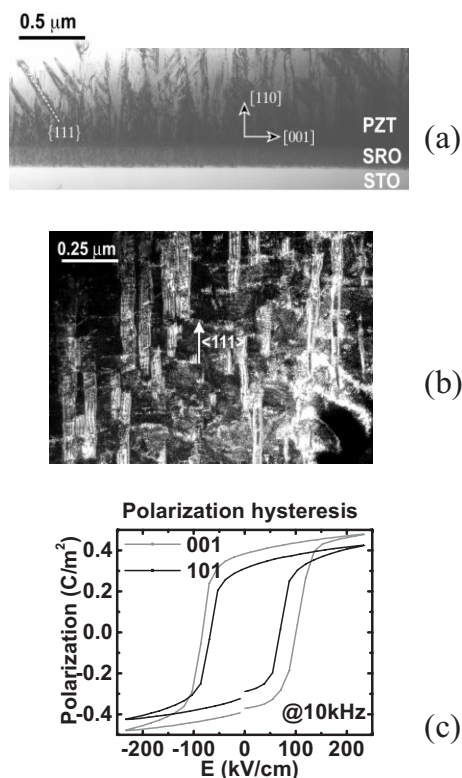 0.5 μm
[110]
{111}
[001]
PZT
SRO
STO
(a)
0.25 μm
<111>
(b)
Polarization hysteresis
Polarization (C/m²)
0.4
0.2
0.0
-0.2
-0.4
001
101
@10kHz
-200 -100 0 100 200
E (kV/cm)
(c)